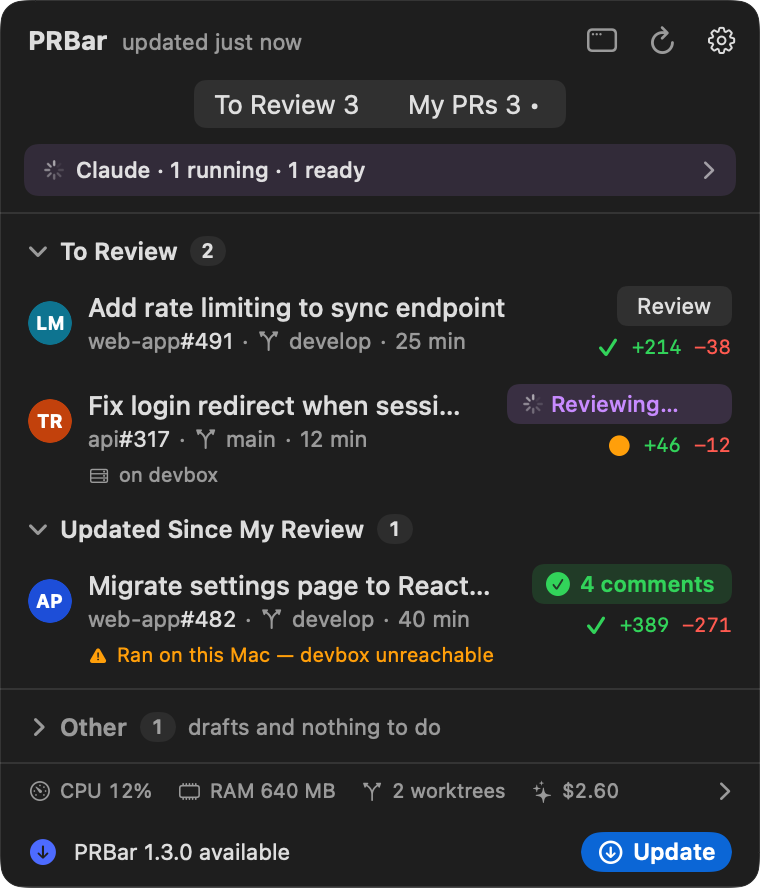 PRBar updated just now
To Review 3 My PRs 3 •
Claude · 1 running · 1 ready
To Review 2
LM
Add rate limiting to sync endpoint
Review
web-app#491 · develop · 25 min
+214 −38
TR
Fix login redirect when sessi...
Reviewing...
api#317 · main · 12 min
+46 −12
on devbox
Updated Since My Review 1
AP
Migrate settings page to React...
4 comments
web-app#482 · develop · 40 min
+389 −271
Ran on this Mac — devbox unreachable
Other 1 drafts and nothing to do
CPU 12% RAM 640 MB 2 worktrees $2.60
PRBar 1.3.0 available
Update